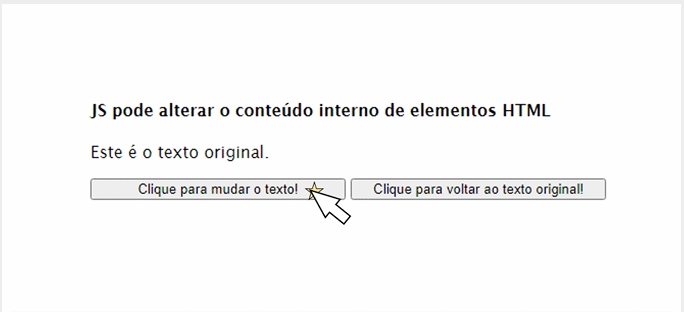 JS pode alterar o conteúdo interno de elementos HTML
Este é o texto original.
Clique para mudar o texto! Clique para voltar ao texto original!